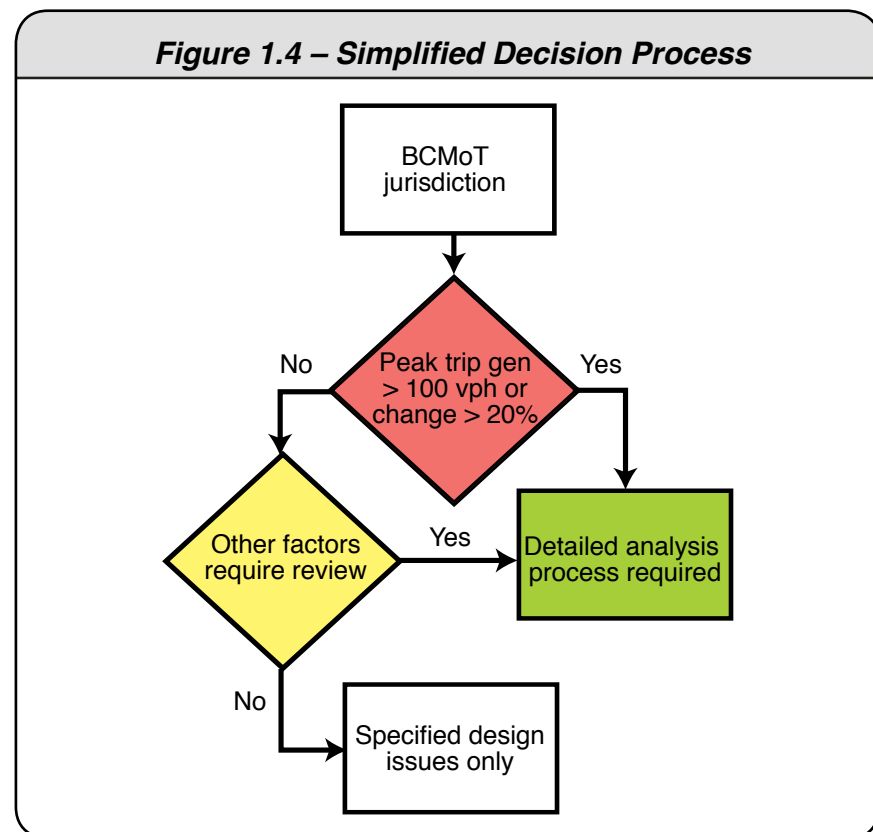 Figure 1.4 – Simplified Decision Process
BCMoT
jurisdiction
No
Peak trip gen
> 100 vph or
change > 20%
Yes
Other factors
require review
Yes
Detailed analysis
process required
No
Specified design
issues only